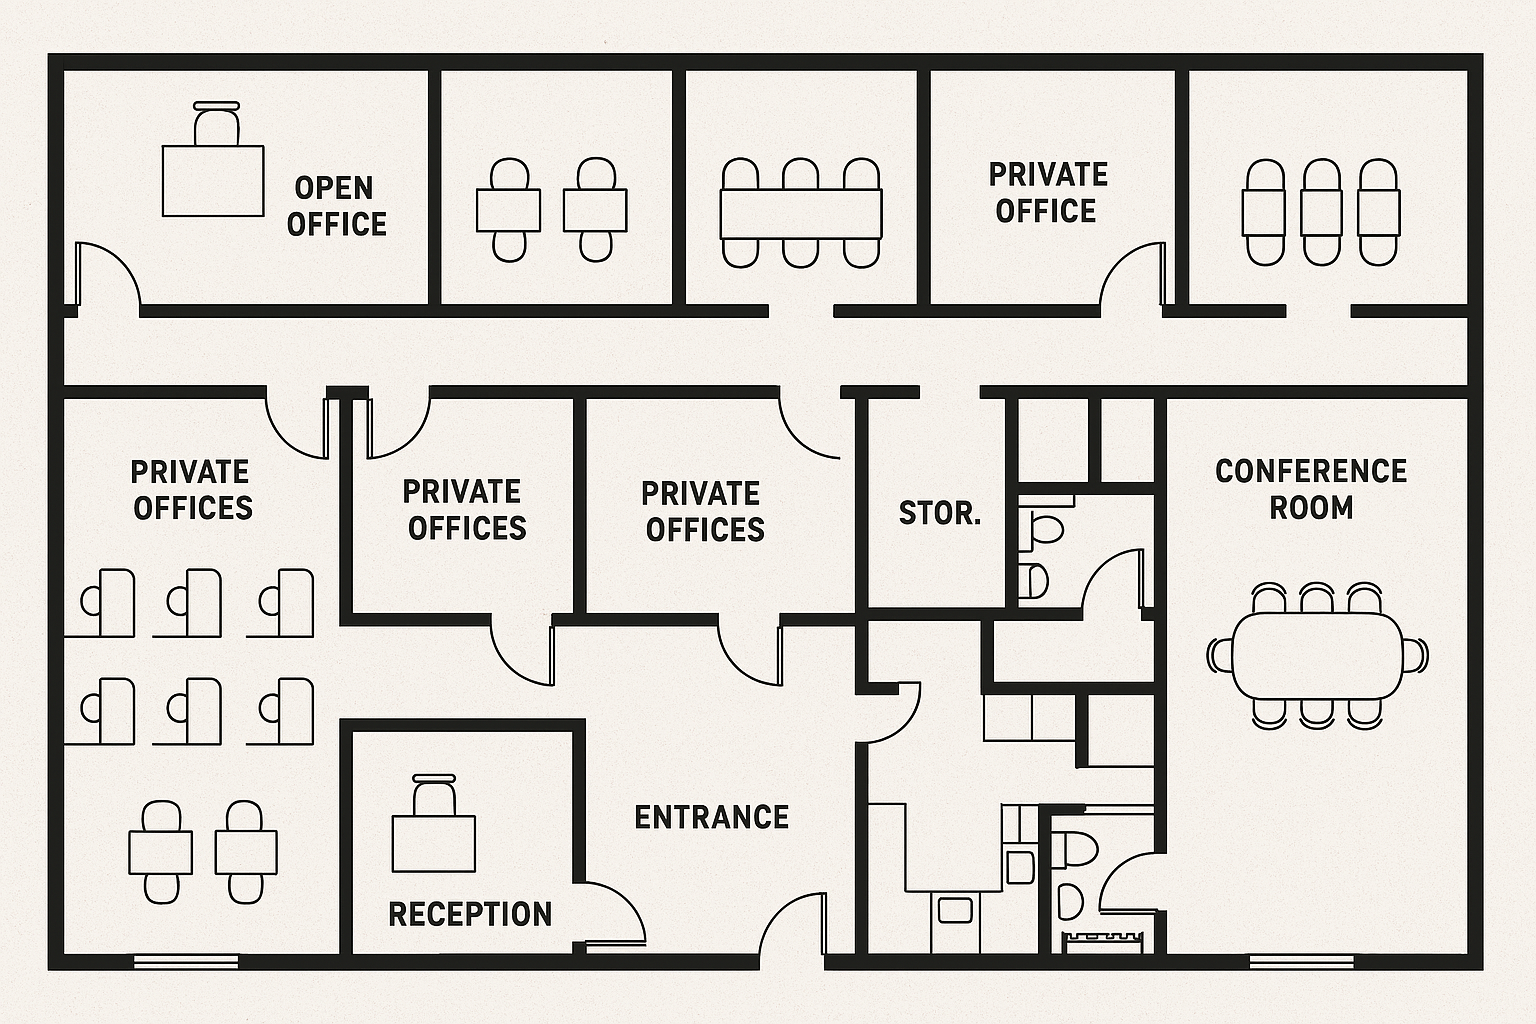 OPEN
OFFICE
PRIVATE
OFFICE
PRIVATE
OFFICES
PRIVATE
OFFICES
PRIVATE
OFFICES
STOR.
CONFERENCE
ROOM
ENTRANCE
RECEPTION